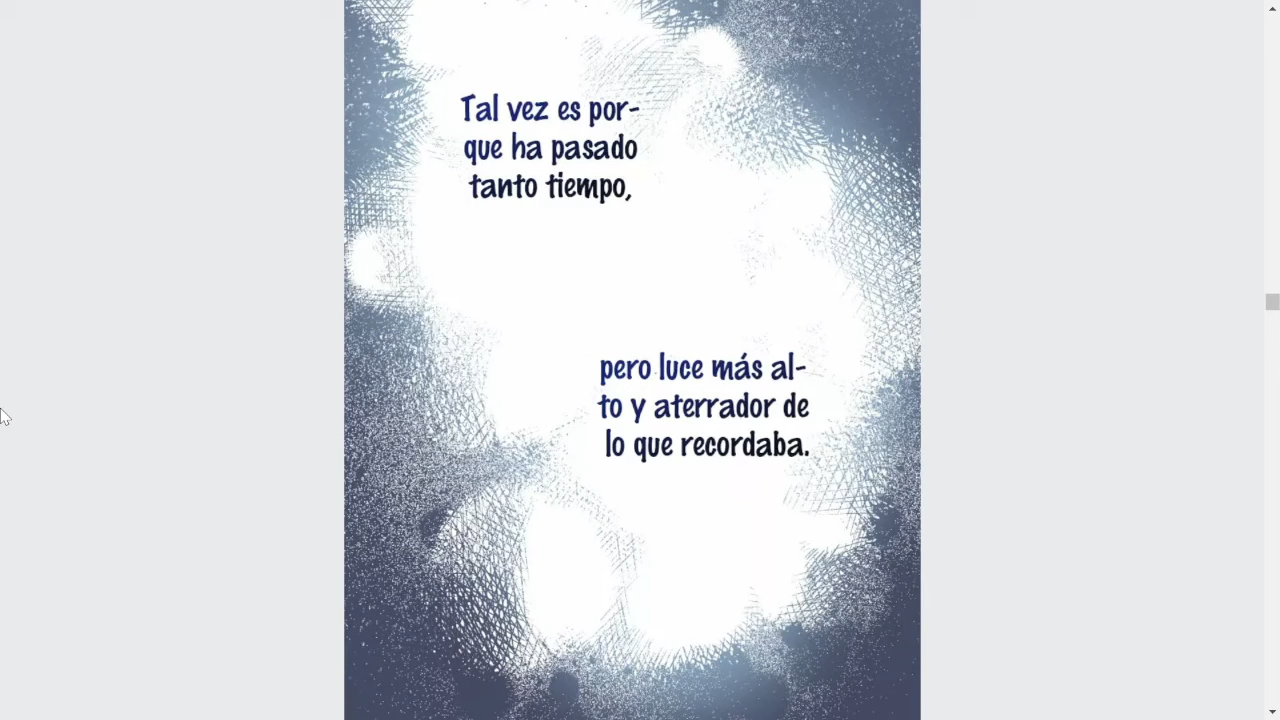 Tal vez es por-
que ha pasado
tanto tiempo,
pero luce más al-
to y aterrador de
lo que recordaba.